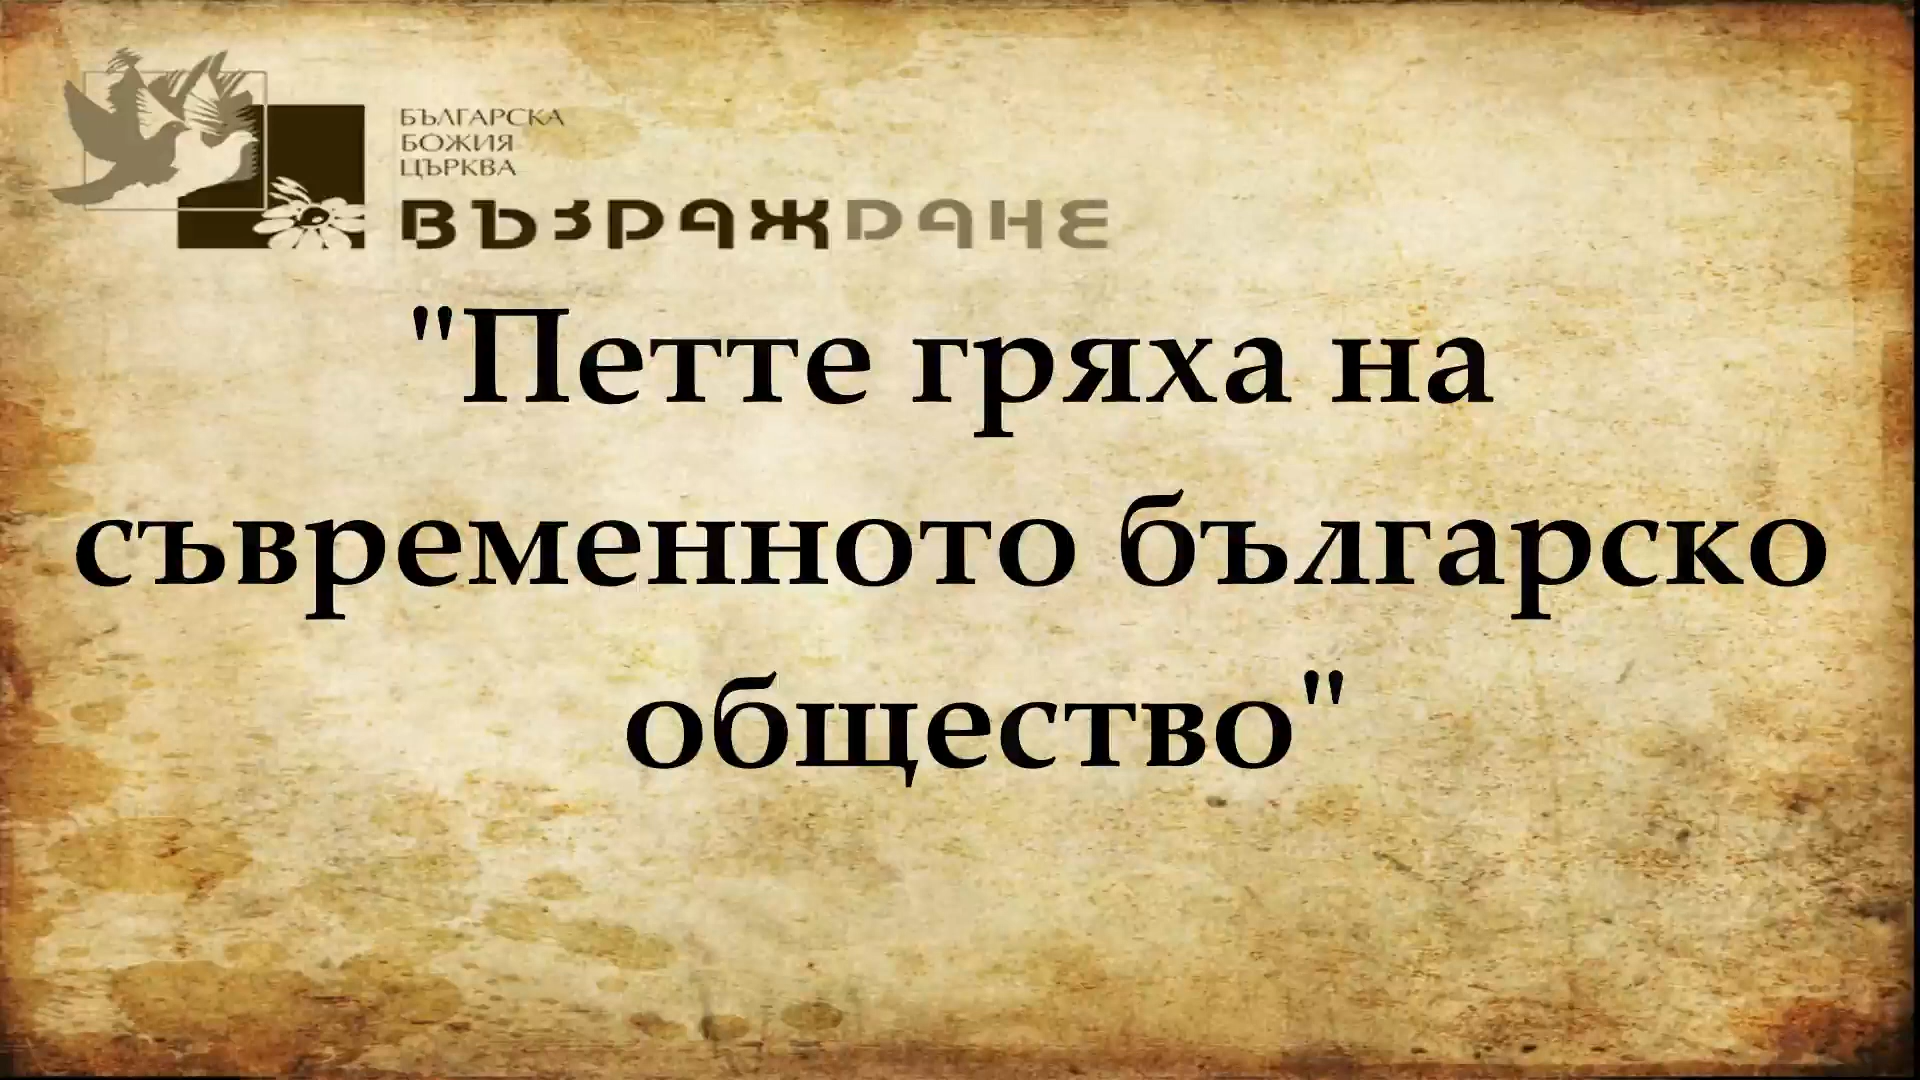 БЪЛГАРСКА
БОЖИЯ
ЦЪРКВА
ВЪЗРАЖДАНЕ
"Петте гряха на
съвременното българско
общество"